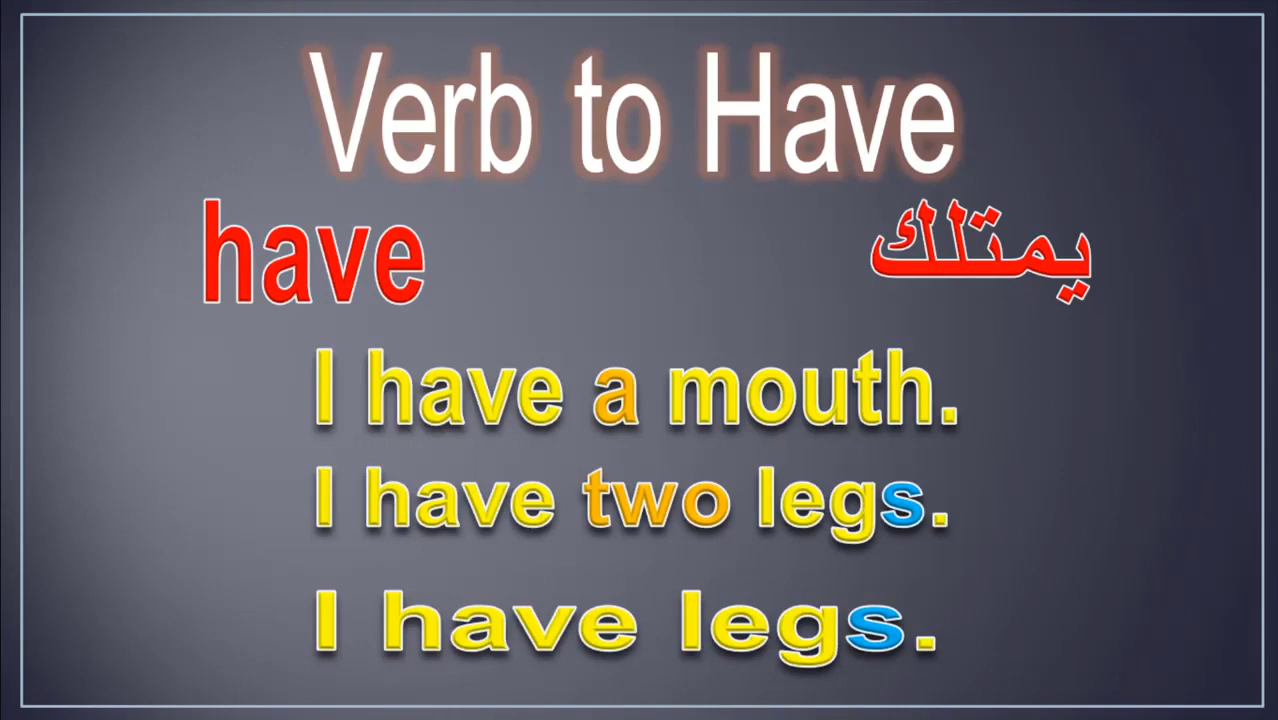 Verb to Have
have يمتلك
I have a mouth.
I have two legs.
I have legs.